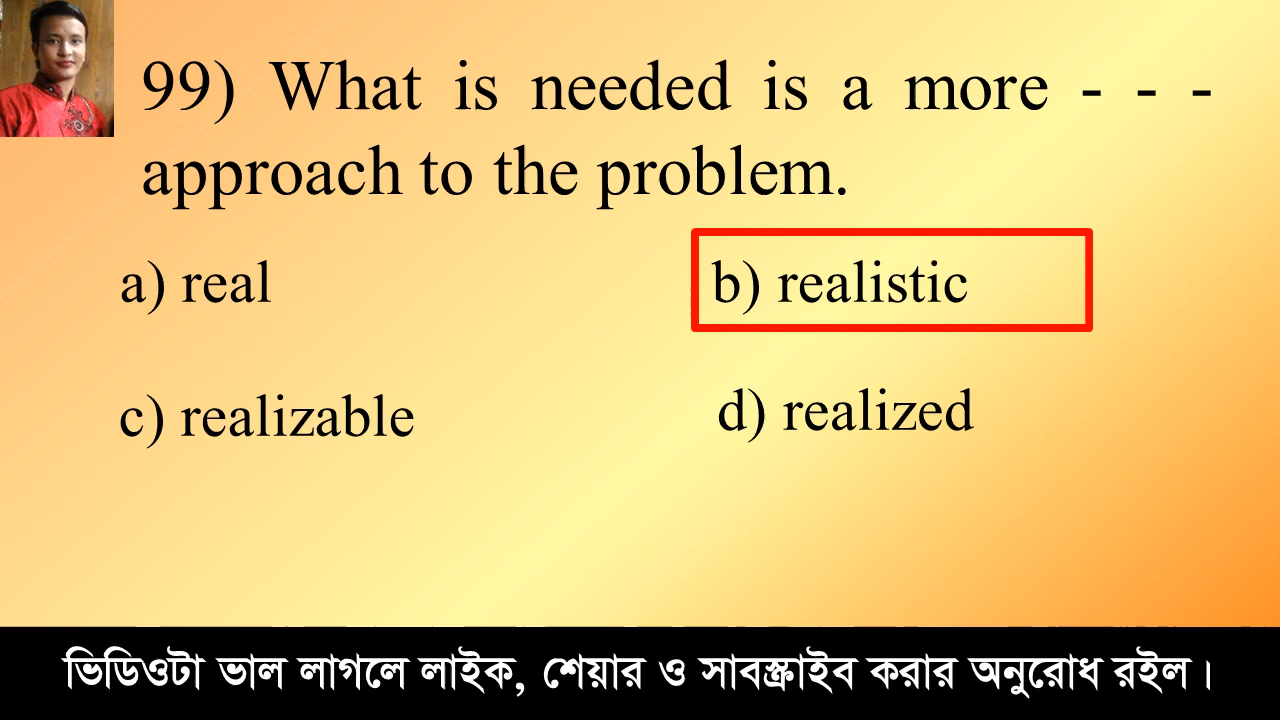 99) What is needed is a more - - -
approach to the problem.
a) real
b) realistic
c) realizable
d) realized
ভিডিওটা ভাল লাগলে লাইক, শেয়ার ও সাবস্ক্রাইব করার অনুরোধ রইল।